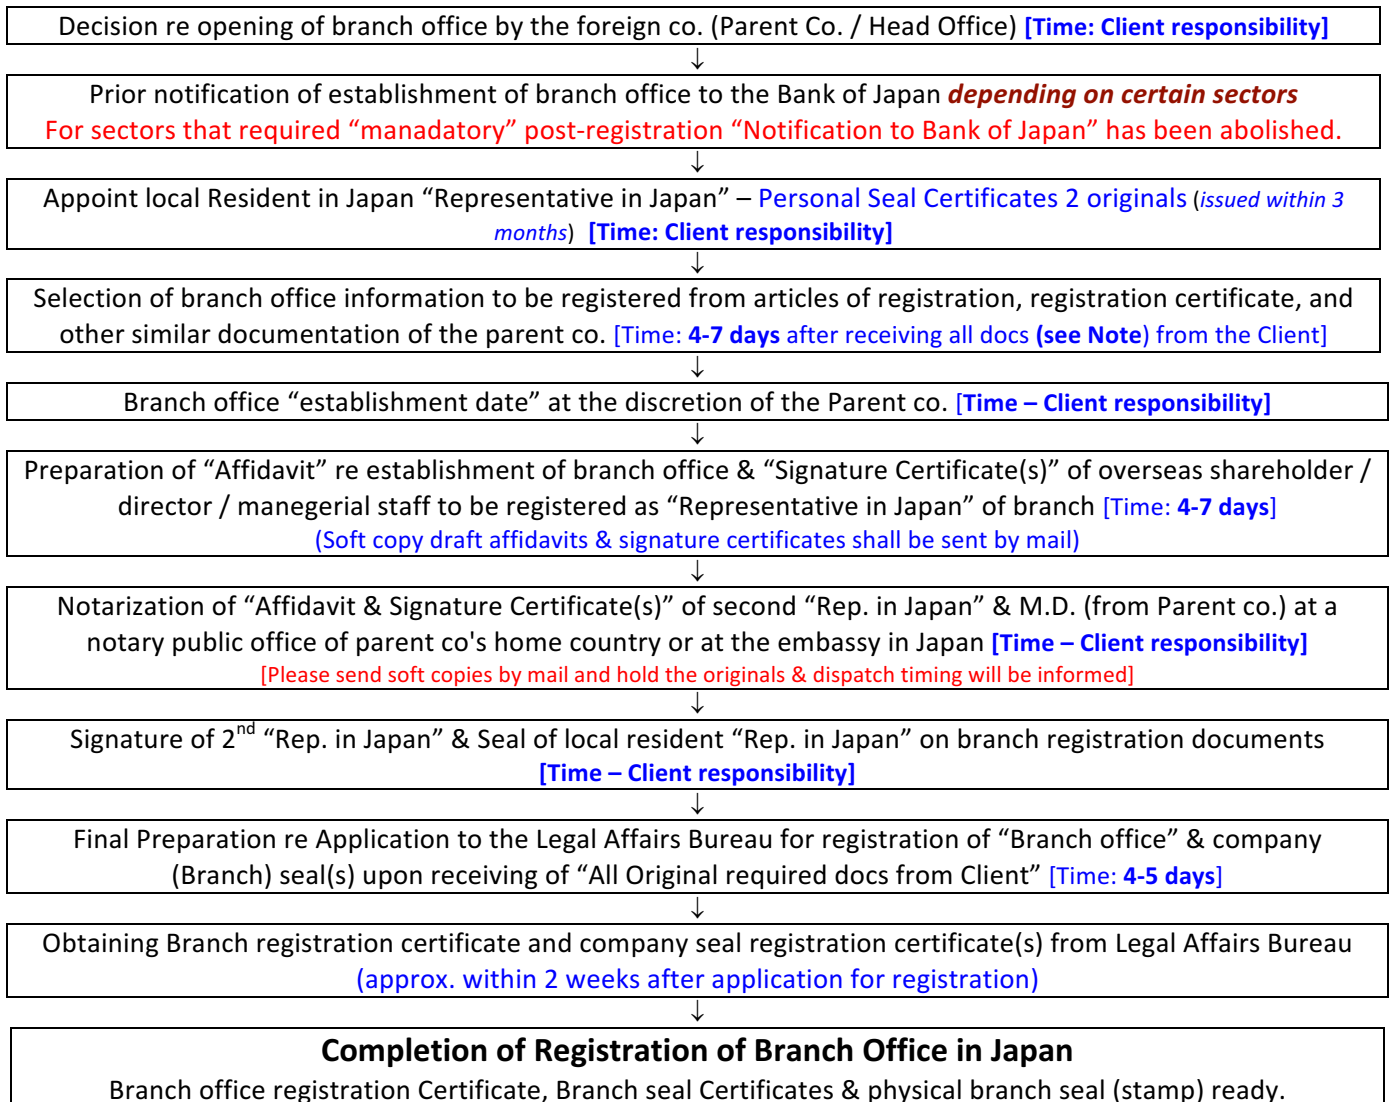 Decision re opening of branch office by the foreign co. (Parent Co. / Head Office) [Time: Client responsibility]
↓
Prior notification of establishment of branch office to the Bank of Japan depending on certain sectors
For sectors that required “manadatory” post-registration “Notification to Bank of Japan” has been abolished.
↓
Appoint local Resident in Japan “Representative in Japan” – Personal Seal Certificates 2 originals (issued within 3
months) [Time: Client responsibility]
↓
Selection of branch office information to be registered from articles of registration, registration certificate, and
other similar documentation of the parent co. [Time: 4-7 days after receiving all docs (see Note) from the Client]
↓
Branch office “establishment date” at the discretion of the Parent co. [Time – Client responsibility]
↓
Preparation of “Affidavit” re establishment of branch office & “Signature Certificate(s)” of overseas shareholder /
director / manegerial staff to be registered as “Representative in Japan” of branch [Time: 4-7 days]
(Soft copy draft affidavits & signature certificates shall be sent by mail)
↓
Notarization of “Affidavit & Signature Certificate(s)” of second “Rep. in Japan” & M.D. (from Parent co.) at a
notary public office of parent co's home country or at the embassy in Japan [Time – Client responsibility]
[Please send soft copies by mail and hold the originals & dispatch timing will be informed]
↓
Signature of 2nd “Rep. in Japan” & Seal of local resident “Rep. in Japan” on branch registration documents
[Time – Client responsibility]
↓
Final Preparation re Application to the Legal Affairs Bureau for registration of “Branch office” & company
(Branch) seal(s) upon receiving of “All Original required docs from Client” [Time: 4-5 days]
↓
Obtaining Branch registration certificate and company seal registration certificate(s) from Legal Affairs Bureau
(approx. within 2 weeks after application for registration)
↓
Completion of Registration of Branch Office in Japan
Branch office registration Certificate, Branch seal Certificates & physical branch seal (stamp) ready.